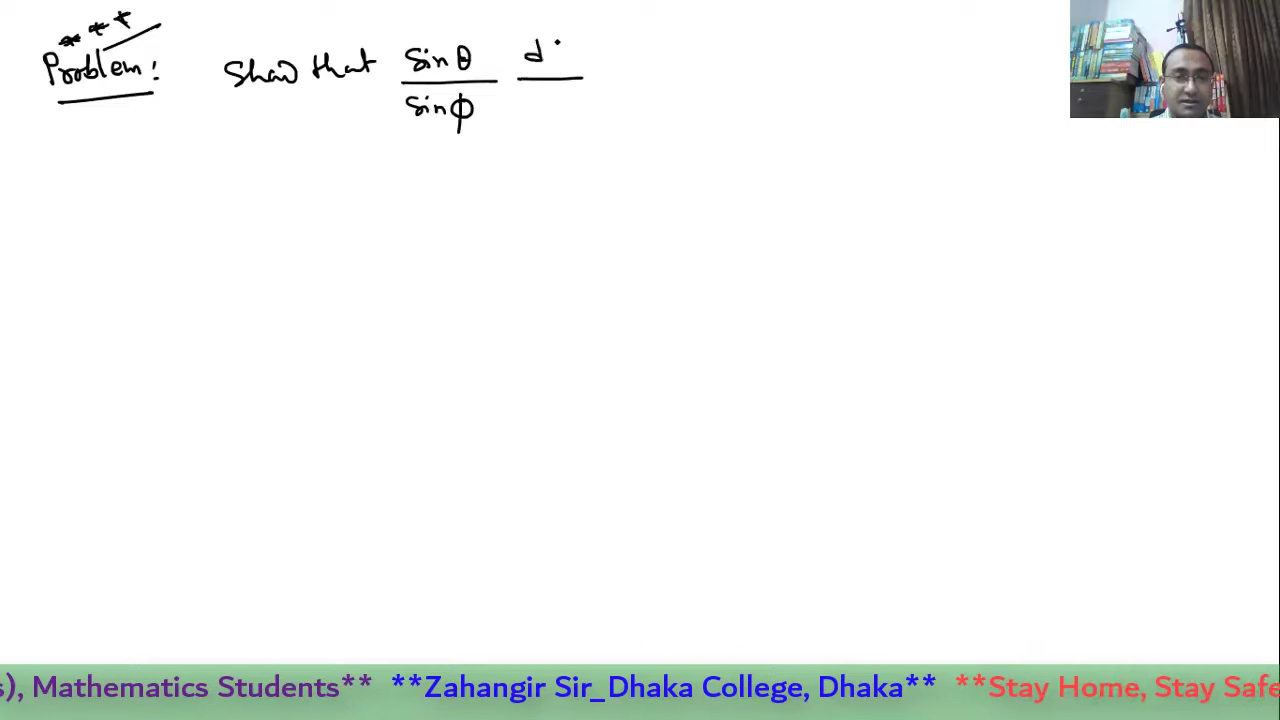 ***
Problem: Show that sinθ/sinϕ d
s), Mathematics Students** **Zahangir Sir_Dhaka College, Dhaka** **Stay Home, Stay Safe